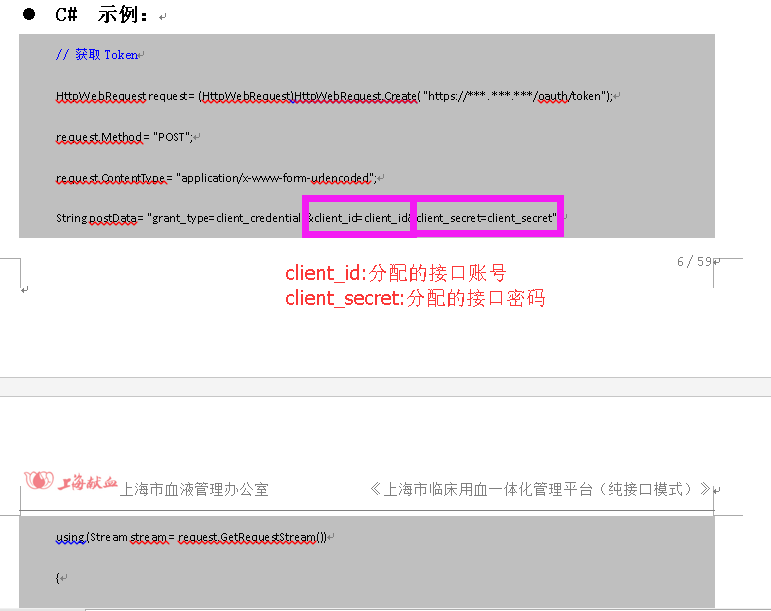 ● C# 示例：
// 获取 Token
HttpWebRequest request = (HttpWebRequest)HttpWebRequest.Create( "https://***.***.***/oauth/token");
request.Method = "POST";
request.ContentType = "application/x-www-form-urlencoded";
String postData = "grant_type=client_credential&client_id=client_id&client_secret=client_secret"
6 / 59
client_id:分配的接口账号
client_secret:分配的接口密码
上海献血 上海市血液管理办公室 《上海市临床用血一体化管理平台（纯接口模式）》
using (Stream stream = request.GetRequestStream())
{